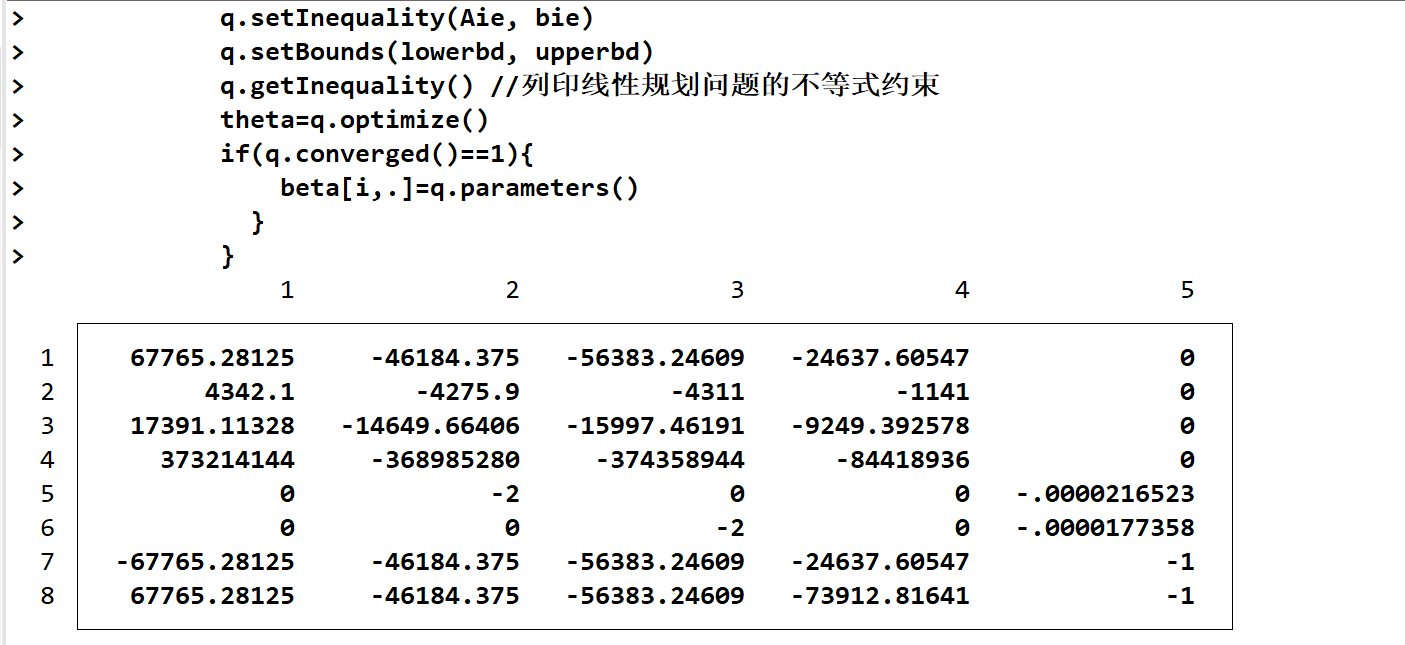 > q.setInequality(Aie, bie)
> q.setBounds(lowerbd, upperbd)
> q.getInequality() //列印线性规划问题的不等式约束
> theta=q.optimize()
> if(q.converged()==1){
> beta[i,.]=q.parameters()
> }
> }
1 2 3 4 5
1 67765.28125 -46184.375 -56383.24609 -24637.60547 0
2 4342.1 -4275.9 -4311 -1141 0
3 17391.11328 -14649.66406 -15997.46191 -9249.392578 0
4 373214144 -368985280 -374358944 -84418936 0
5 0 -2 0 0 -.0000216523
6 0 0 -2 0 -.0000177358
7 -67765.28125 -46184.375 -56383.24609 -24637.60547 -1
8 67765.28125 -46184.375 -56383.24609 -73912.81641 -1